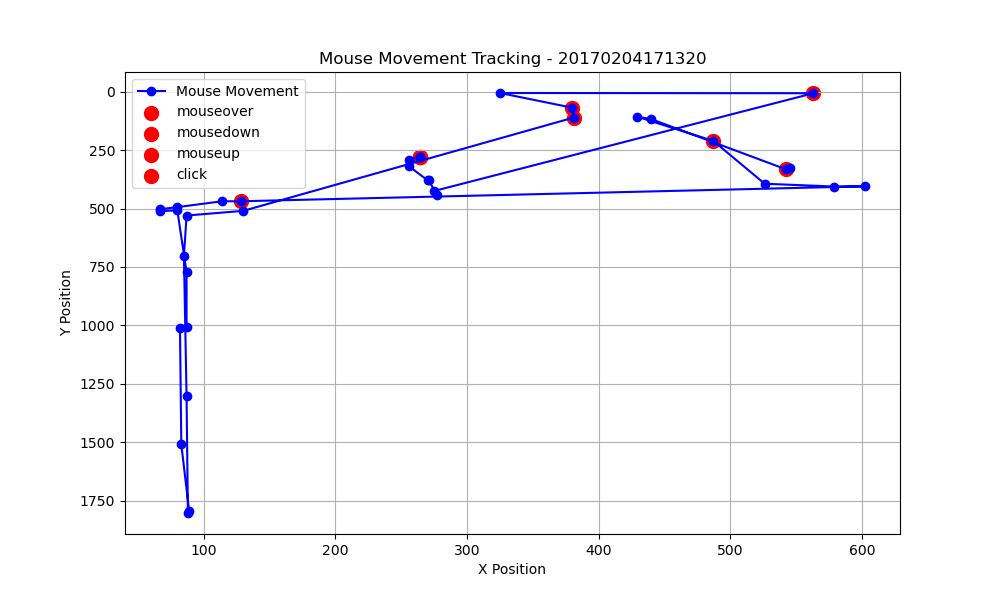 Mouse Movement Tracking - 20170204171320
Mouse Movement
mouseover
mousedown
mouseup
click
0
250
500
750
1000
1250
1500
1750
Y Position
100 200 300 400 500 600
X Position